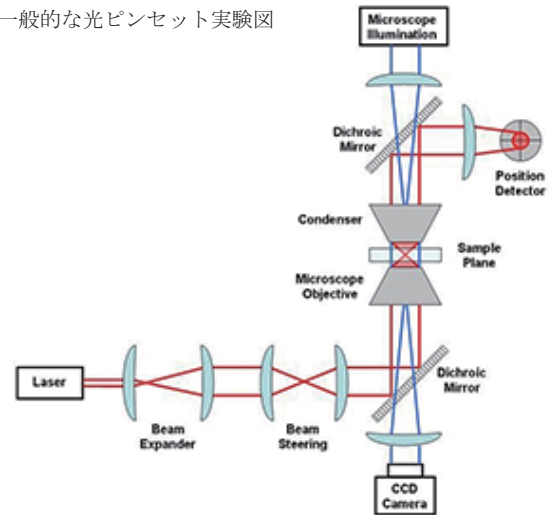 一般的な光ピンセット実験図
Microscope
Illumination
Dichroic
Mirror
Position
Detector
Condenser
Sample
Plane
Microscope
Objective
Laser
Dichroic
Mirror
Beam
Expander
Beam
Steering
CCD
Camera